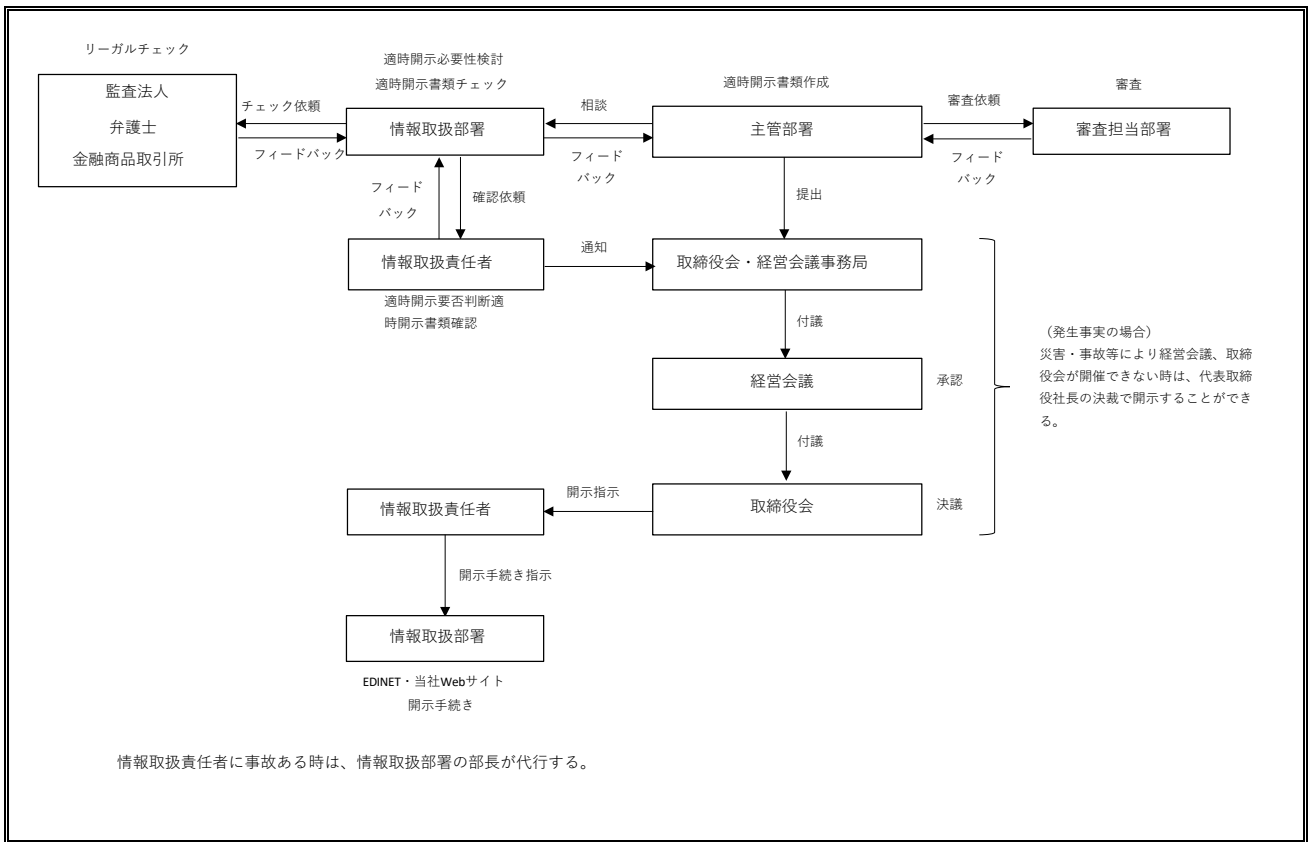 リーガルチェック
適時開示必要性検討
適時開示書類チェック
適時開示書類作成
審査
監査法人
弁護士
金融商品取引所
チェック依頼
フィードバック
情報取扱部署
相談
フィード
バック
主管部署
審査依頼
フィード
バック
審査担当部署
フィード
バック
確認依頼
提出
情報取扱責任者
通知
取締役会・経営会議事務局
適時開示要否判断適
時開示書類確認
付議
経営会議
承認
(発生事実の場合)
災害・事故等により経営会議、取締
役会が開催できない時は、代表取締
役社長の決裁で開示することができ
る。
付議
情報取扱責任者
開示指示
取締役会
決議
開示手続き指示
情報取扱部署
EDINET・当社Webサイト
開示手続き
情報取扱責任者に事故ある時は、情報取扱部署の部長が代行する。